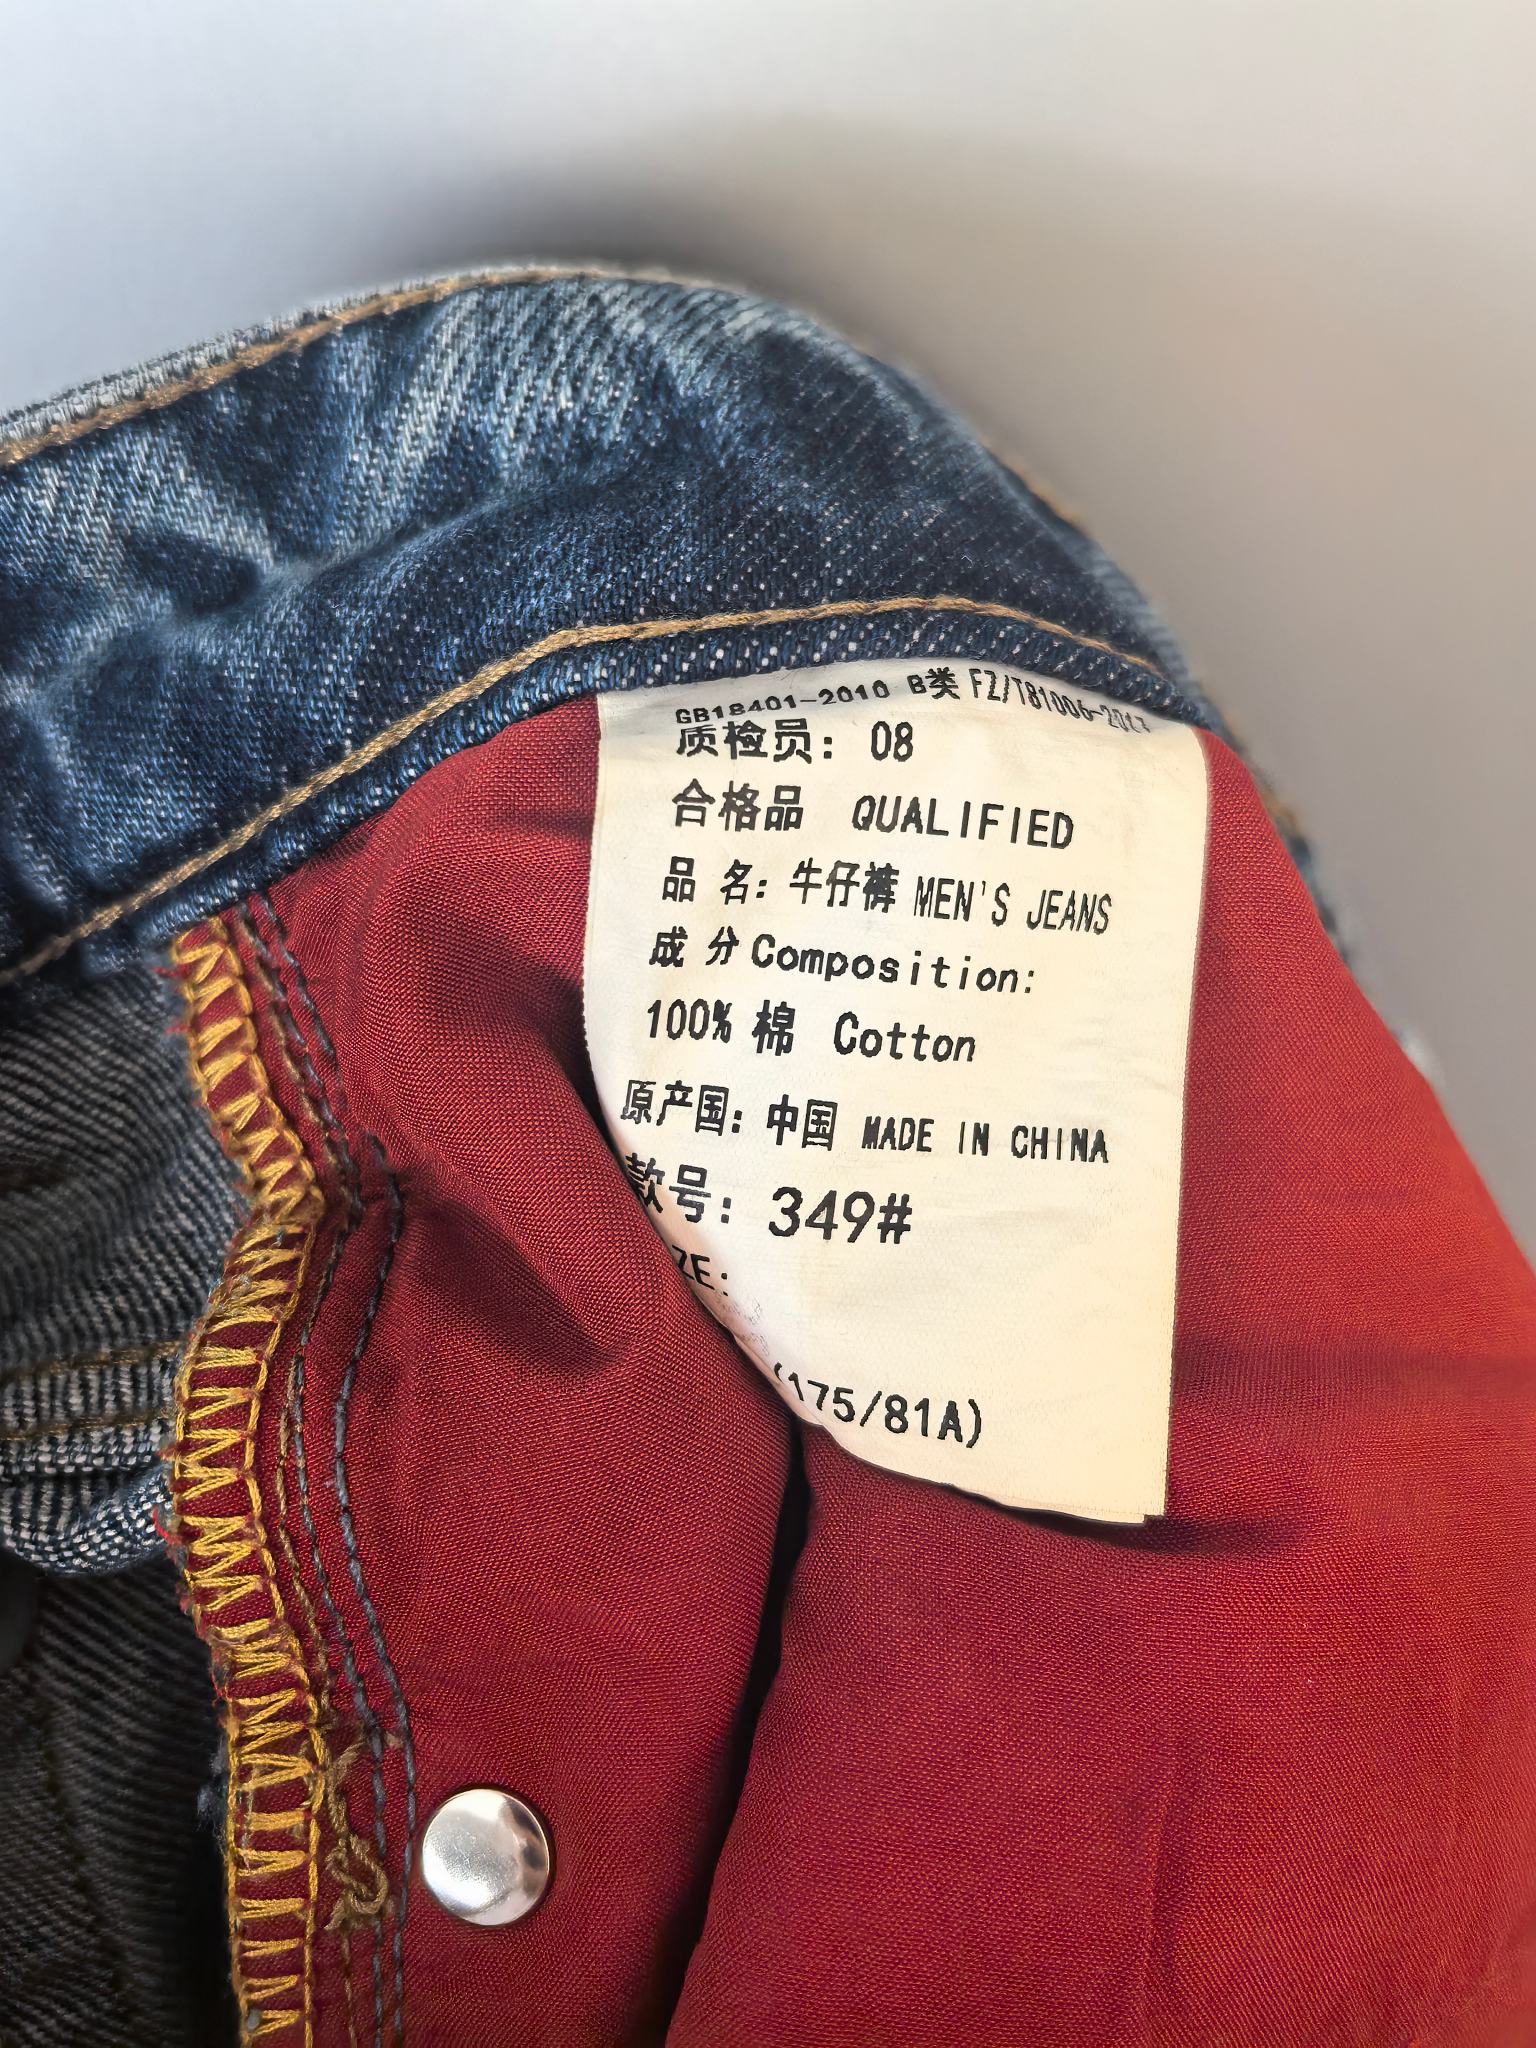 GB18401-2010 B类 FZ/T81006-2017
质检员: 08
合格品 QUALIFIED
品 名: 牛仔裤 MEN'S JEANS
成 分 Composition:
100% 棉 Cotton
原产国: 中国 MADE IN CHINA
款号: 349#
ZE:
(175/81A)